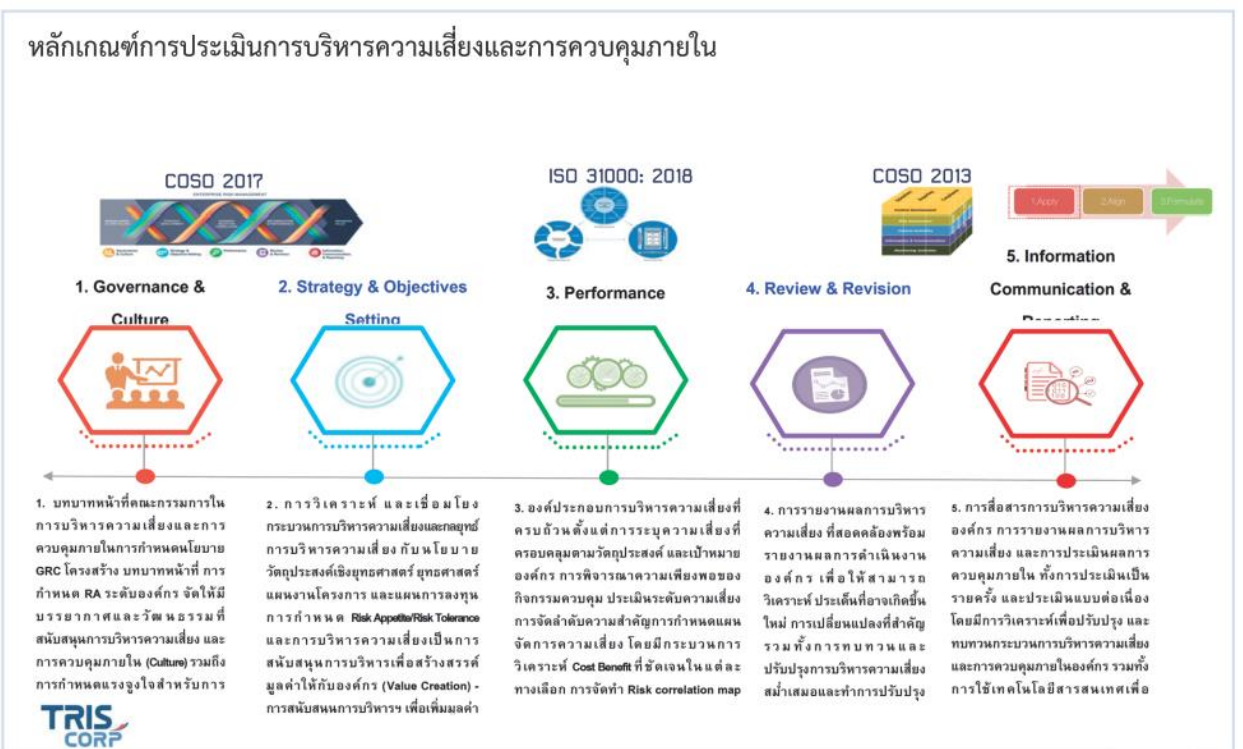 หลักเกณฑ์การประเมินการบริหารความเสี่ยงและการควบคุมภายใน
COSO 2017
ENTERPRISE RISK MANAGEMENT
ISO 31000: 2018
COSO 2013
1.Apply
2.Align
3.Formulate
1. Governance &
Culture
2. Strategy & Objectives
Setting
3. Performance
4. Review & Revision
5. Information
Communication &
Reporting
1. บทบาทหน้าที่คณะกรรมการใน
การบริหารความเสี่ยงและการ
ควบคุมภายในการกำหนดนโยบาย
GRC โครงสร้าง บทบาทหน้าที่ การ
กำหนด RA ระดับองค์กร จัดให้มี
บรรยากาศและวัฒนธรรมที่
สนับสนุนการบริหารความเสี่ยง และ
การควบคุมภายใน (Culture) รวมถึง
การกำหนดแรงจูงใจสำหรับการ
2. การวิเคราะห์ และเชื่อมโยง
กระบวนการบริหารความเสี่ยงและกลยุทธ์
การบริหารความเสี่ยง กับนโยบาย
วัตถุประสงค์เชิงยุทธศาสตร์ ยุทธศาสตร์
แผนงานโครงการ และแผนการลงทุน
การกำหนด Risk Appetite/Risk Tolerance
และการบริหารความเสี่ยงเป็นการ
สนับสนุนการบริหารเพื่อสร้างสรรค์
มูลค่าให้กับองค์กร (Value Creation) -
การสนับสนุนการบริหารฯ เพื่อเพิ่มมูลค่า
3. องค์ประกอบการบริหารความเสี่ยงที่
ครบถ้วนตั้งแต่การระบุความเสี่ยงที่
ครอบคลุมตามวัตถุประสงค์ และเป้าหมาย
องค์กร การพิจารณาความเพียงพอของ
กิจกรรมควบคุม ประเมินระดับความเสี่ยง
การจัดลำดับความสำคัญการกำหนดแผน
จัดการความเสี่ยง โดยมีกระบวนการ
วิเคราะห์ Cost Benefit ที่ชัดเจนในแต่ละ
ทางเลือก การจัดทำ Risk correlation map
4. การรายงานผลการบริหาร
ความเสี่ยง ที่สอดคล้องพร้อม
รายงานผลการดำเนินงาน
องค์กร เพื่อให้สามารถ
วิเคราะห์ ประเด็นที่อาจเกิดขึ้น
ใหม่ การเปลี่ยนแปลงที่สำคัญ
รวมทั้งการทบทวนและ
ปรับปรุงการบริหารความเสี่ยง
สม่ำเสมอและทำการปรับปรุง
5. การสื่อสารการบริหารความเสี่ยง
องค์กร การรายงานผลการบริหาร
ความเสี่ยง และการประเมินผลการ
ควบคุมภายใน ทั้งการประเมินเป็น
รายครั้ง และประเมินแบบต่อเนื่อง
โดยมีการวิเคราะห์เพื่อปรับปรุง และ
ทบทวนกระบวนการบริหารความเสี่ยง
และการควบคุมภายในองค์กร รวมทั้ง
การใช้เทคโนโลยีสารสนเทศเพื่อ
TRIS
CORP